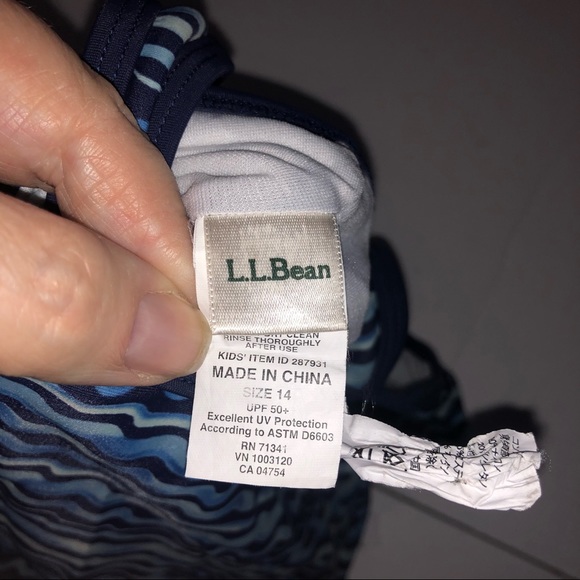 L.L.Bean
CLEAN
RINSE THOROUGHLY
AFTER USE
KIDS' ITEM ID 287931
MADE IN CHINA
SIZE 14
UPF 50+
Excellent UV Protection
According to ASTM D6603
RN 71341
VN 1003120
CA 04754